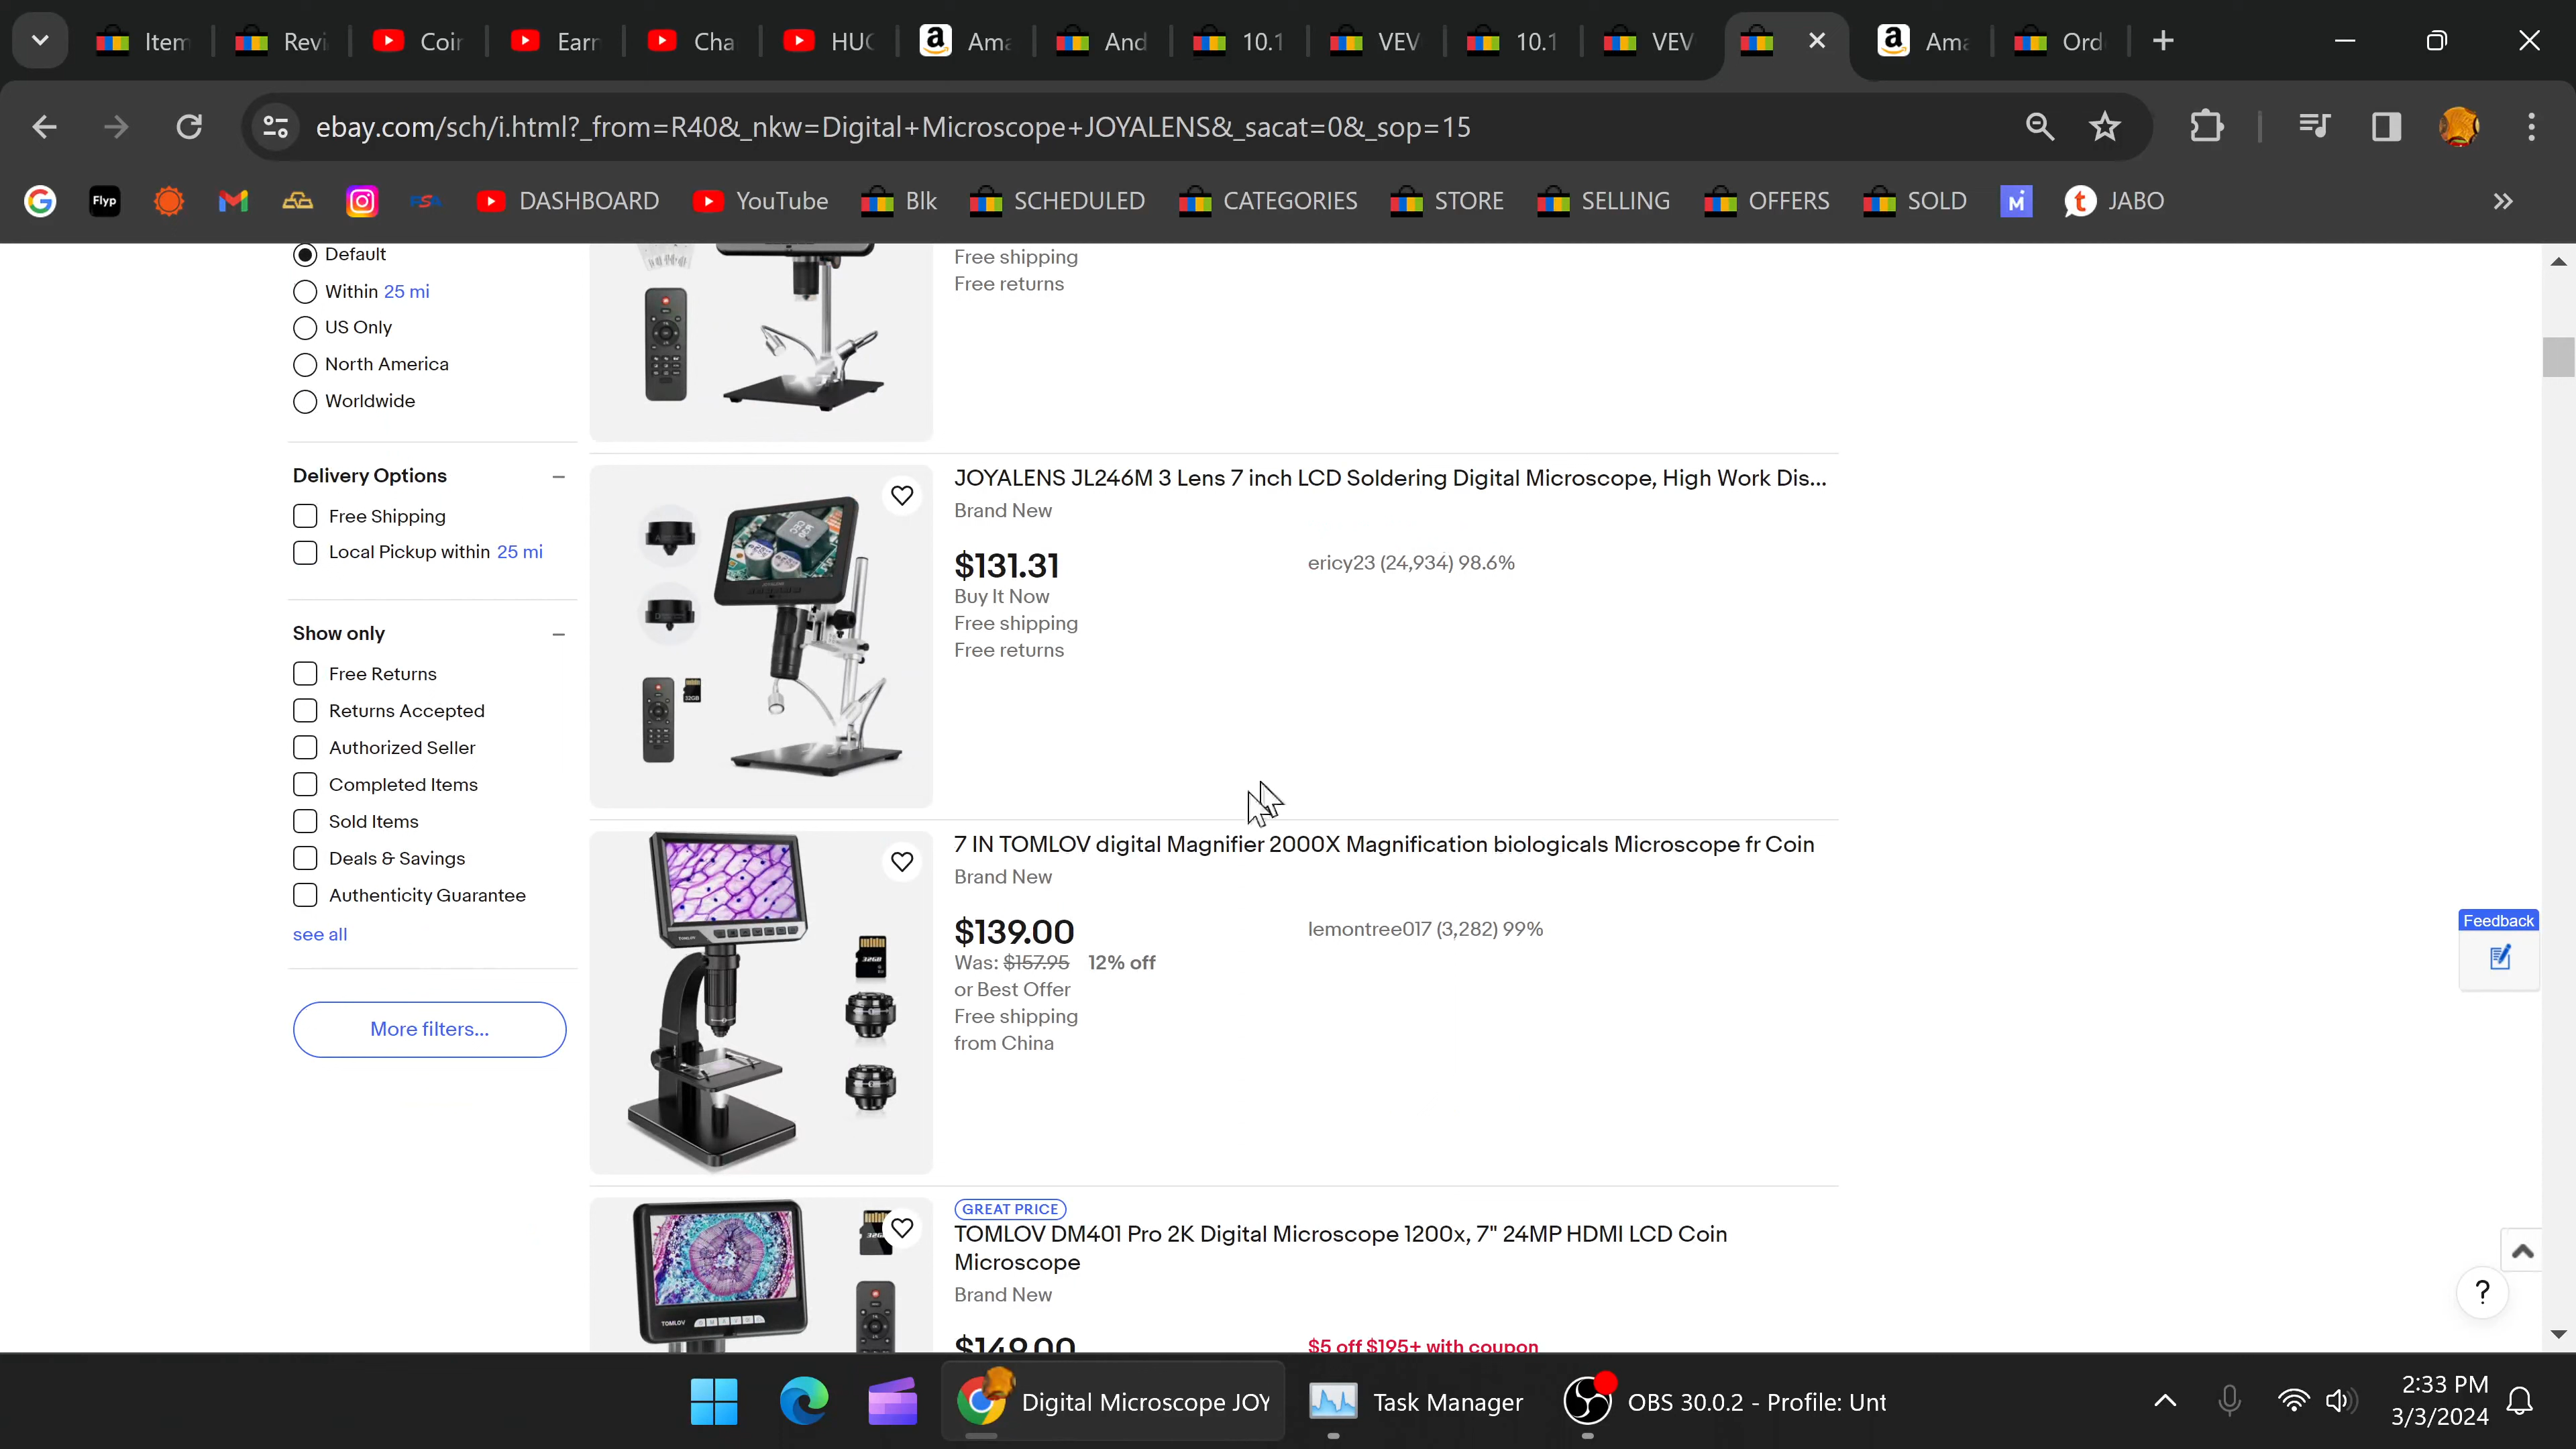 Item
Revi
Coin
Earn
Cha
HUG
Ama
And
10.1
VEV
10.1
VEV
Ama
Ord
ebay.com/sch/i.html?_from=R40&_nkw=Digital+Microscope+JOYALENS&_sacat=0&_sop=15
Flyp
FSA
DASHBOARD
YouTube
Blk
SCHEDULED
CATEGORIES
STORE
SELLING
OFFERS
SOLD
JABO
Default
Within 25 mi
US Only
North America
Worldwide
Delivery Options
Free Shipping
Local Pickup within 25 mi
Show only
Free Returns
Returns Accepted
Authorized Seller
Completed Items
Sold Items
Deals & Savings
Authenticity Guarantee
see all
More filters...
Free shipping
Free returns
JOYALENS JL246M 3 Lens 7 inch LCD Soldering Digital Microscope, High Work Dis...
Brand New
$131.31
ericy23 (24,934) 98.6%
Buy It Now
Free shipping
Free returns
32GB
7 IN TOMLOV digital Magnifier 2000X Magnification biologicals Microscope fr Coin
Brand New
$139.00
lemontree017 (3,282) 99%
Was: $157.95 12% off
or Best Offer
Free shipping
from China
32GB
GREAT PRICE
TOMLOV DM401 Pro 2K Digital Microscope 1200x, 7" 24MP HDMI LCD Coin
Microscope
Brand New
$149.00
$5 off $195+ with coupon
TOMLOV
Feedback
?
Digital Microscope JOY
Task Manager
OBS 30.0.2 - Profile: Unt
2:33 PM
3/3/2024